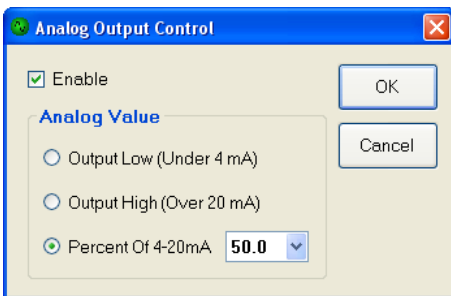 Analog Output Control
Enable
OK
Analog Value
Cancel
Output Low (Under 4 mA)
Output High (Over 20 mA)
Percent Of 4-20mA 50.0